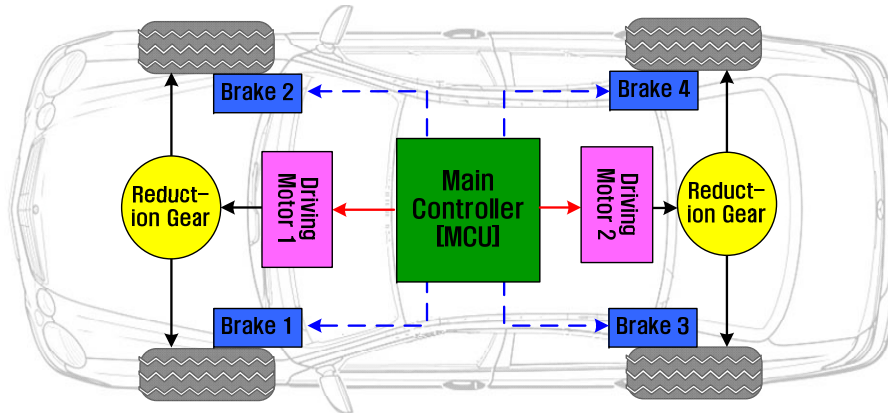 Brake 2
Brake 4
Reduct-
ion Gear
Driving
Motor 1
Main
Controller
[MCU]
Driving
Motor 2
Reduct-
ion Gear
Brake 1
Brake 3